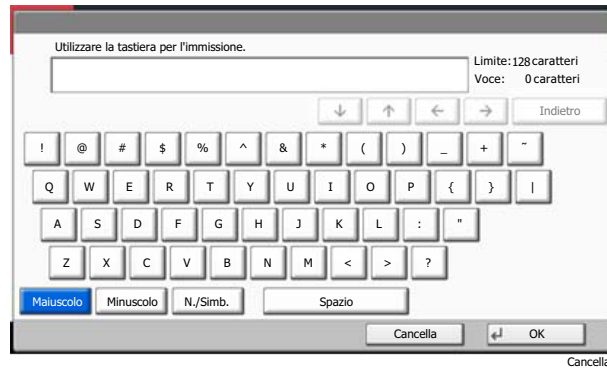 Utilizzare la tastiera per l'immissione.
Limite: 128 caratteri
Voce: 0 caratteri
↓ ↑ ← → Indietro
! @ # $ % ^ & * ( ) _ + ~
Q W E R T Y U I O P { } |
A S D F G H J K L : "
Z X C V B N M < > ?
Maiuscolo Minuscolo N./Simb. Spazio
Cancella ↵ OK
Cancella